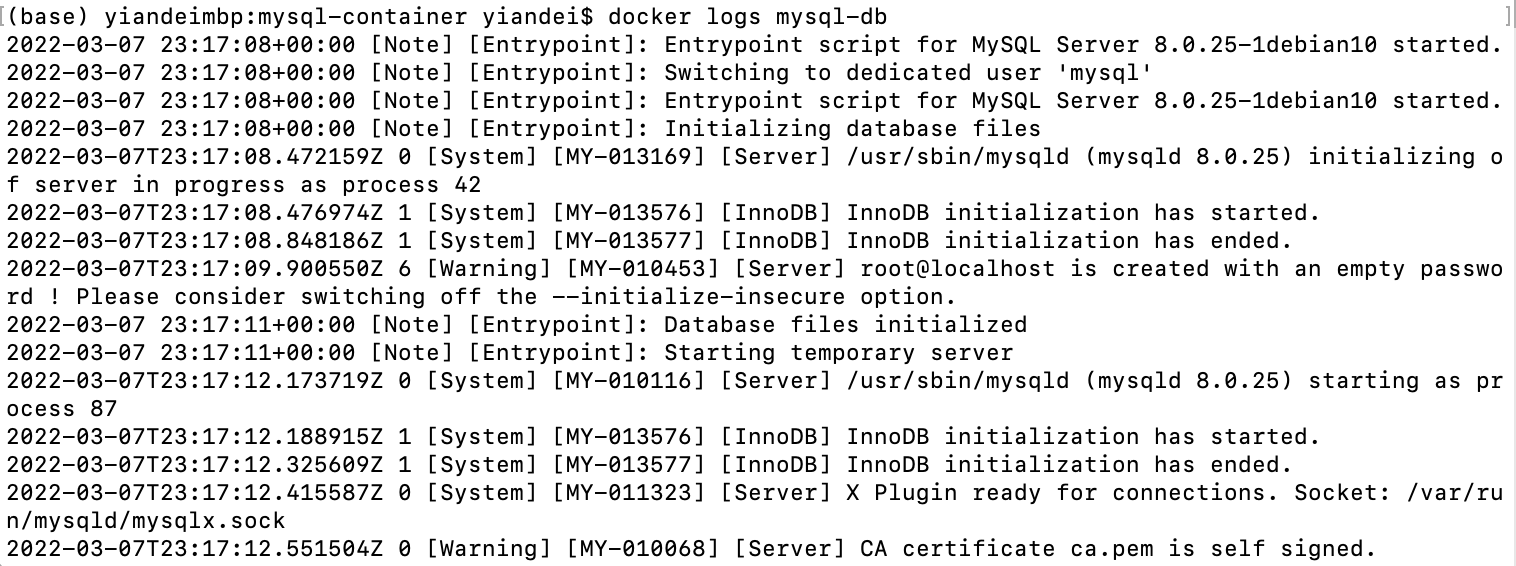 [(base) yiandeimbp:mysql-container yiandei$ docker logs mysql-db ]
2022-03-07 23:17:08+00:00 [Note] [Entrypoint]: Entrypoint script for MySQL Server 8.0.25-1debian10 started.
2022-03-07 23:17:08+00:00 [Note] [Entrypoint]: Switching to dedicated user 'mysql'
2022-03-07 23:17:08+00:00 [Note] [Entrypoint]: Entrypoint script for MySQL Server 8.0.25-1debian10 started.
2022-03-07 23:17:08+00:00 [Note] [Entrypoint]: Initializing database files
2022-03-07T23:17:08.472159Z 0 [System] [MY-013169] [Server] /usr/sbin/mysqld (mysqld 8.0.25) initializing o
f server in progress as process 42
2022-03-07T23:17:08.476974Z 1 [System] [MY-013576] [InnoDB] InnoDB initialization has started.
2022-03-07T23:17:08.848186Z 1 [System] [MY-013577] [InnoDB] InnoDB initialization has ended.
2022-03-07T23:17:09.900550Z 6 [Warning] [MY-010453] [Server] root@localhost is created with an empty passwo
rd ! Please consider switching off the --initialize-insecure option.
2022-03-07 23:17:11+00:00 [Note] [Entrypoint]: Database files initialized
2022-03-07 23:17:11+00:00 [Note] [Entrypoint]: Starting temporary server
2022-03-07T23:17:12.173719Z 0 [System] [MY-010116] [Server] /usr/sbin/mysqld (mysqld 8.0.25) starting as pr
ocess 87
2022-03-07T23:17:12.188915Z 1 [System] [MY-013576] [InnoDB] InnoDB initialization has started.
2022-03-07T23:17:12.325609Z 1 [System] [MY-013577] [InnoDB] InnoDB initialization has ended.
2022-03-07T23:17:12.415587Z 0 [System] [MY-011323] [Server] X Plugin ready for connections. Socket: /var/ru
n/mysqld/mysqlx.sock
2022-03-07T23:17:12.551504Z 0 [Warning] [MY-010068] [Server] CA certificate ca.pem is self signed.